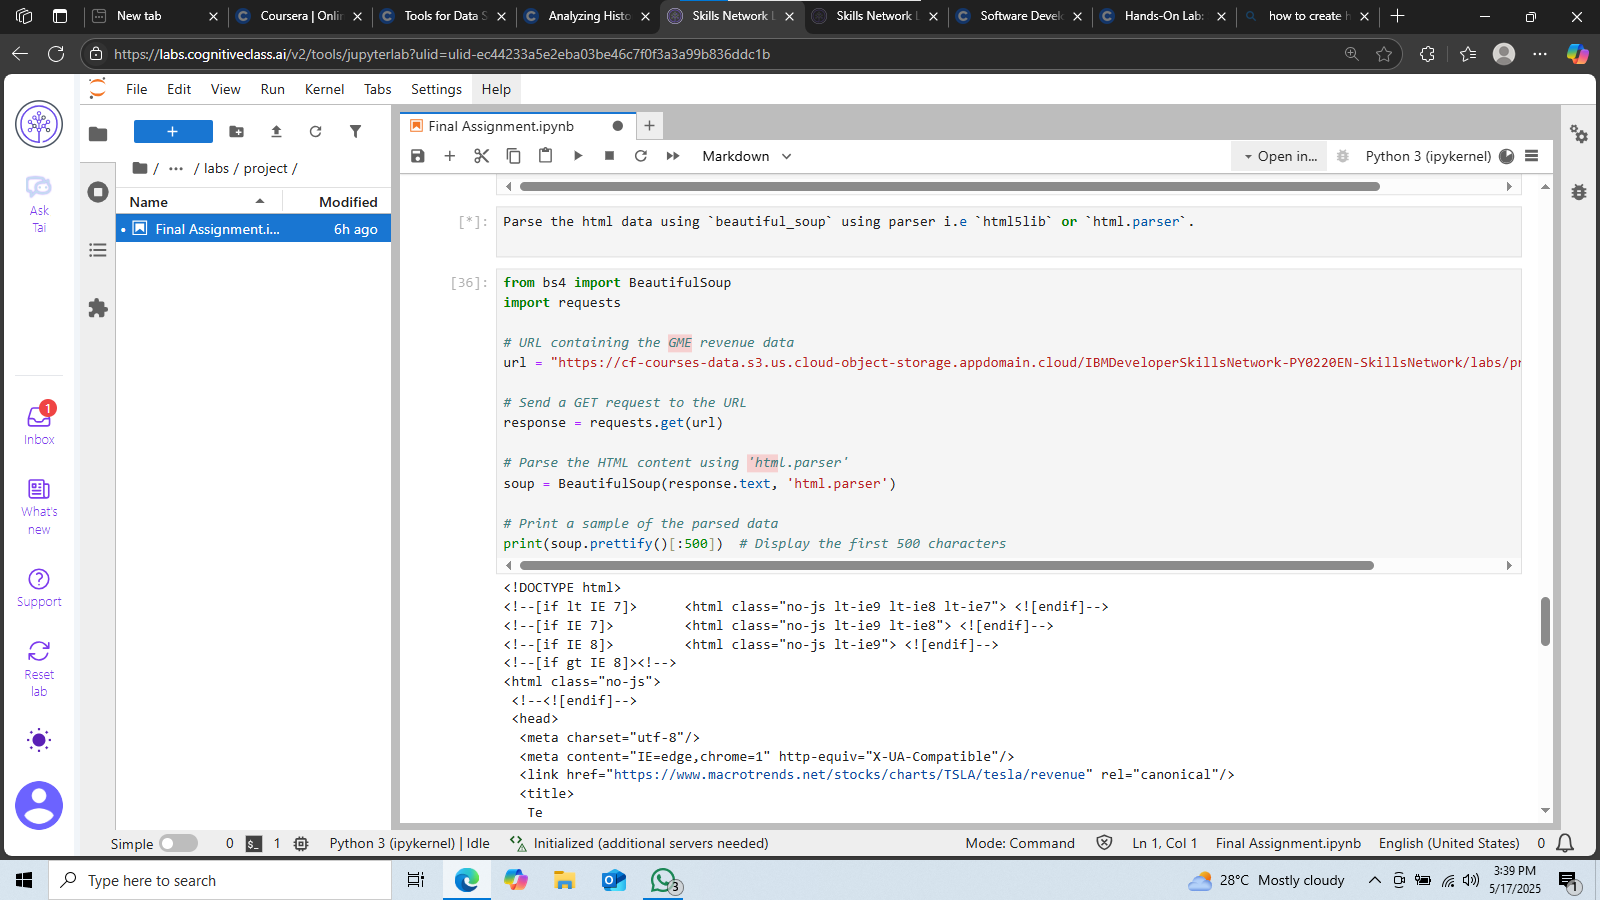 New tab
Coursera | Onlin
Tools for Data S
Analyzing Histo
Skills Network L
Skills Network L
Software Devel
Hands-On Lab:
how to create h
https://labs.cognitiveclass.ai/v2/tools/jupyterlab?ulid=ulid-ec44233a5e2eba03be46c7f0f3a3a99b836ddc1b
File Edit View Run Kernel Tabs Settings Help
Ask
Tai
1
Inbox
What's
new
Support
Reset
lab
/ ... / labs / project /
Name Modified
Final Assignment.i... 6h ago
Final Assignment.ipynb
Markdown
Open in...
Python 3 (ipykernel)
[*]: Parse the html data using `beautiful_soup` using parser i.e `html5lib` or `html.parser`.
[36]: from bs4 import BeautifulSoup
import requests
# URL containing the GME revenue data
url = "https://cf-courses-data.s3.us.cloud-object-storage.appdomain.cloud/IBMDeveloperSkillsNetwork-PY0220EN-SkillsNetwork/labs/pr
# Send a GET request to the URL
response = requests.get(url)
# Parse the HTML content using 'html.parser'
soup = BeautifulSoup(response.text, 'html.parser')
# Print a sample of the parsed data
print(soup.prettify()[:500])  # Display the first 500 characters
<!DOCTYPE html>
<!--[if lt IE 7]>      <html class="no-js lt-ie9 lt-ie8 lt-ie7"> <![endif]-->
<!--[if IE 7]>         <html class="no-js lt-ie9 lt-ie8"> <![endif]-->
<!--[if IE 8]>         <html class="no-js lt-ie9"> <![endif]-->
<!--[if gt IE 8]><!-->
<html class="no-js">
<!--<![endif]-->
<head>
<meta charset="utf-8"/>
<meta content="IE=edge,chrome=1" http-equiv="X-UA-Compatible"/>
<link href="https://www.macrotrends.net/stocks/charts/TSLA/tesla/revenue" rel="canonical"/>
<title>
Te
Simple 0 1 Python 3 (ipykernel) | Idle Initialized (additional servers needed) Mode: Command Ln 1, Col 1 Final Assignment.ipynb English (United States) 0
Type here to search
3
28°C Mostly cloudy
3:39 PM
5/17/2025
1